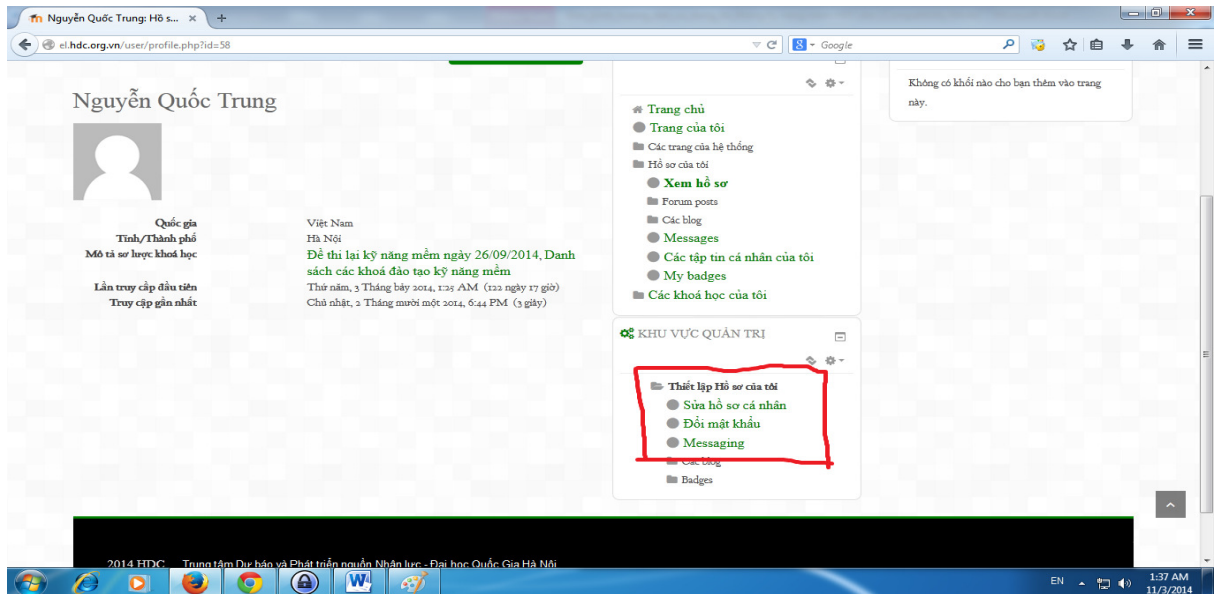 Nguyễn Quốc Trung: Hồ s...
el.hdc.org.vn/user/profile.php?id=58
Google
Nguyễn Quốc Trung
Quốc gia Việt Nam
Tỉnh/Thành phố Hà Nội
Mô tả sơ lược khoá học Đề thi lại kỹ năng mềm ngày 26/09/2014, Danh
sách các khoá đào tạo kỹ năng mềm
Lần truy cập đầu tiên Thứ năm, 3 Tháng bảy 2014, 1:25 AM (122 ngày 17 giờ)
Truy cập gần nhất Chủ nhật, 2 Tháng mười một 2014, 6:44 PM (3 giây)
Trang chủ
Trang của tôi
Các trang của hệ thống
Hồ sơ của tôi
Xem hồ sơ
Forum posts
Các blog
Messages
Các tập tin cá nhân của tôi
My badges
Các khoá học của tôi
KHU VỰC QUẢN TRỊ
Thiết lập Hồ sơ của tôi
Sửa hồ sơ cá nhân
Đổi mật khẩu
Messaging
Các blog
Badges
Không có khối nào cho bạn thêm vào trang
này.
2014 HDC Trung tâm Dự báo và Phát triển nguồn Nhân lực - Đại học Quốc Gia Hà Nội
EN
1:37 AM
11/3/2014